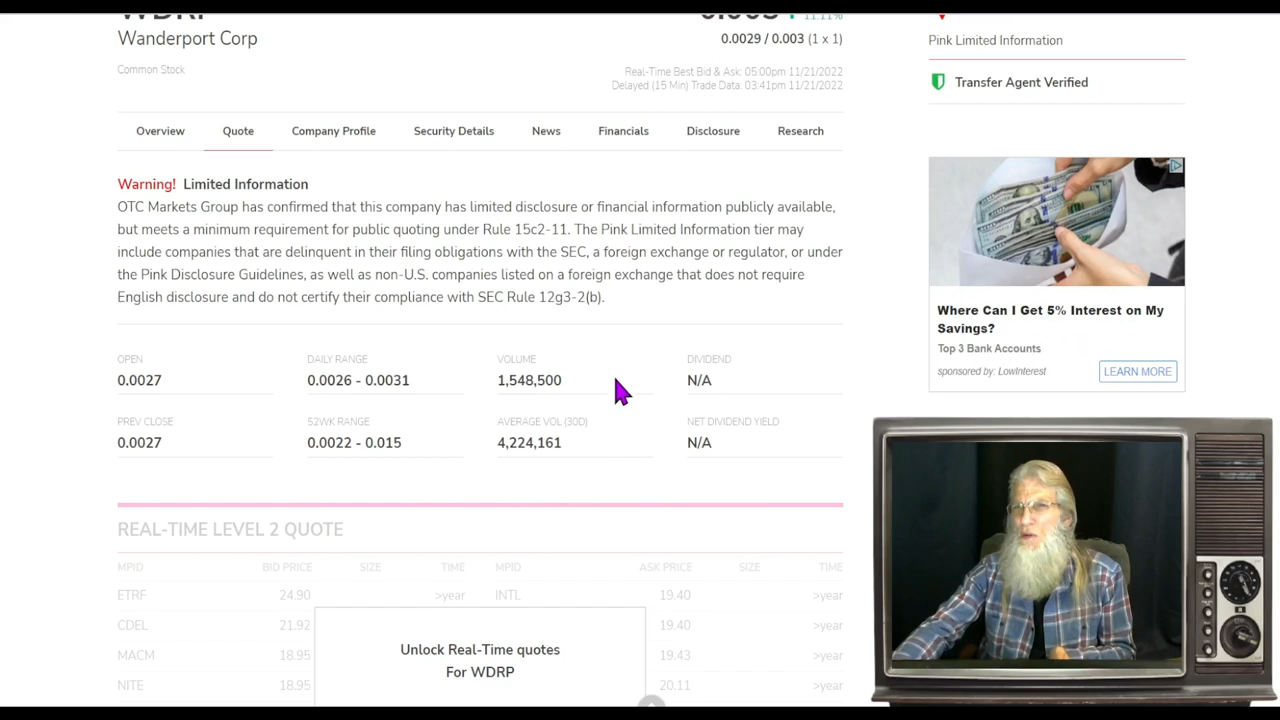 WDRP
0.003 11.11%
Wanderport Corp
0.0029 / 0.003 (1 x 1)
Common Stock
Real-Time Best Bid & Ask: 05:00pm 11/21/2022
Delayed (15 Min) Trade Data: 03:41pm 11/21/2022
Pink Limited Information
Transfer Agent Verified
Overview Quote Company Profile Security Details News Financials Disclosure Research
Warning! Limited Information
OTC Markets Group has confirmed that this company has limited disclosure or financial information publicly available,
but meets a minimum requirement for public quoting under Rule 15c2-11. The Pink Limited Information tier may
include companies that are delinquent in their filing obligations with the SEC, a foreign exchange or regulator, or under
the Pink Disclosure Guidelines, as well as non-U.S. companies listed on a foreign exchange that does not require
English disclosure and do not certify their compliance with SEC Rule 12g3-2(b).
OPEN DAILY RANGE VOLUME DIVIDEND
0.0027 0.0026 - 0.0031 1,548,500 N/A
PREV CLOSE 52WK RANGE AVERAGE VOL (30D) NET DIVIDEND YIELD
0.0027 0.0022 - 0.015 4,224,161 N/A
Where Can I Get 5% Interest on My
Savings?
Top 3 Bank Accounts
sponsored by: LowInterest LEARN MORE
REAL-TIME LEVEL 2 QUOTE
MPID BID PRICE SIZE TIME MPID ASK PRICE SIZE TIME
ETRF 24.90 >year INTL 19.40 >year
CDEL 21.92 19.40 >year
MACM 18.95 19.43 >year
NITE 18.95 20.11 >year
Unlock Real-Time quotes
For WDRP